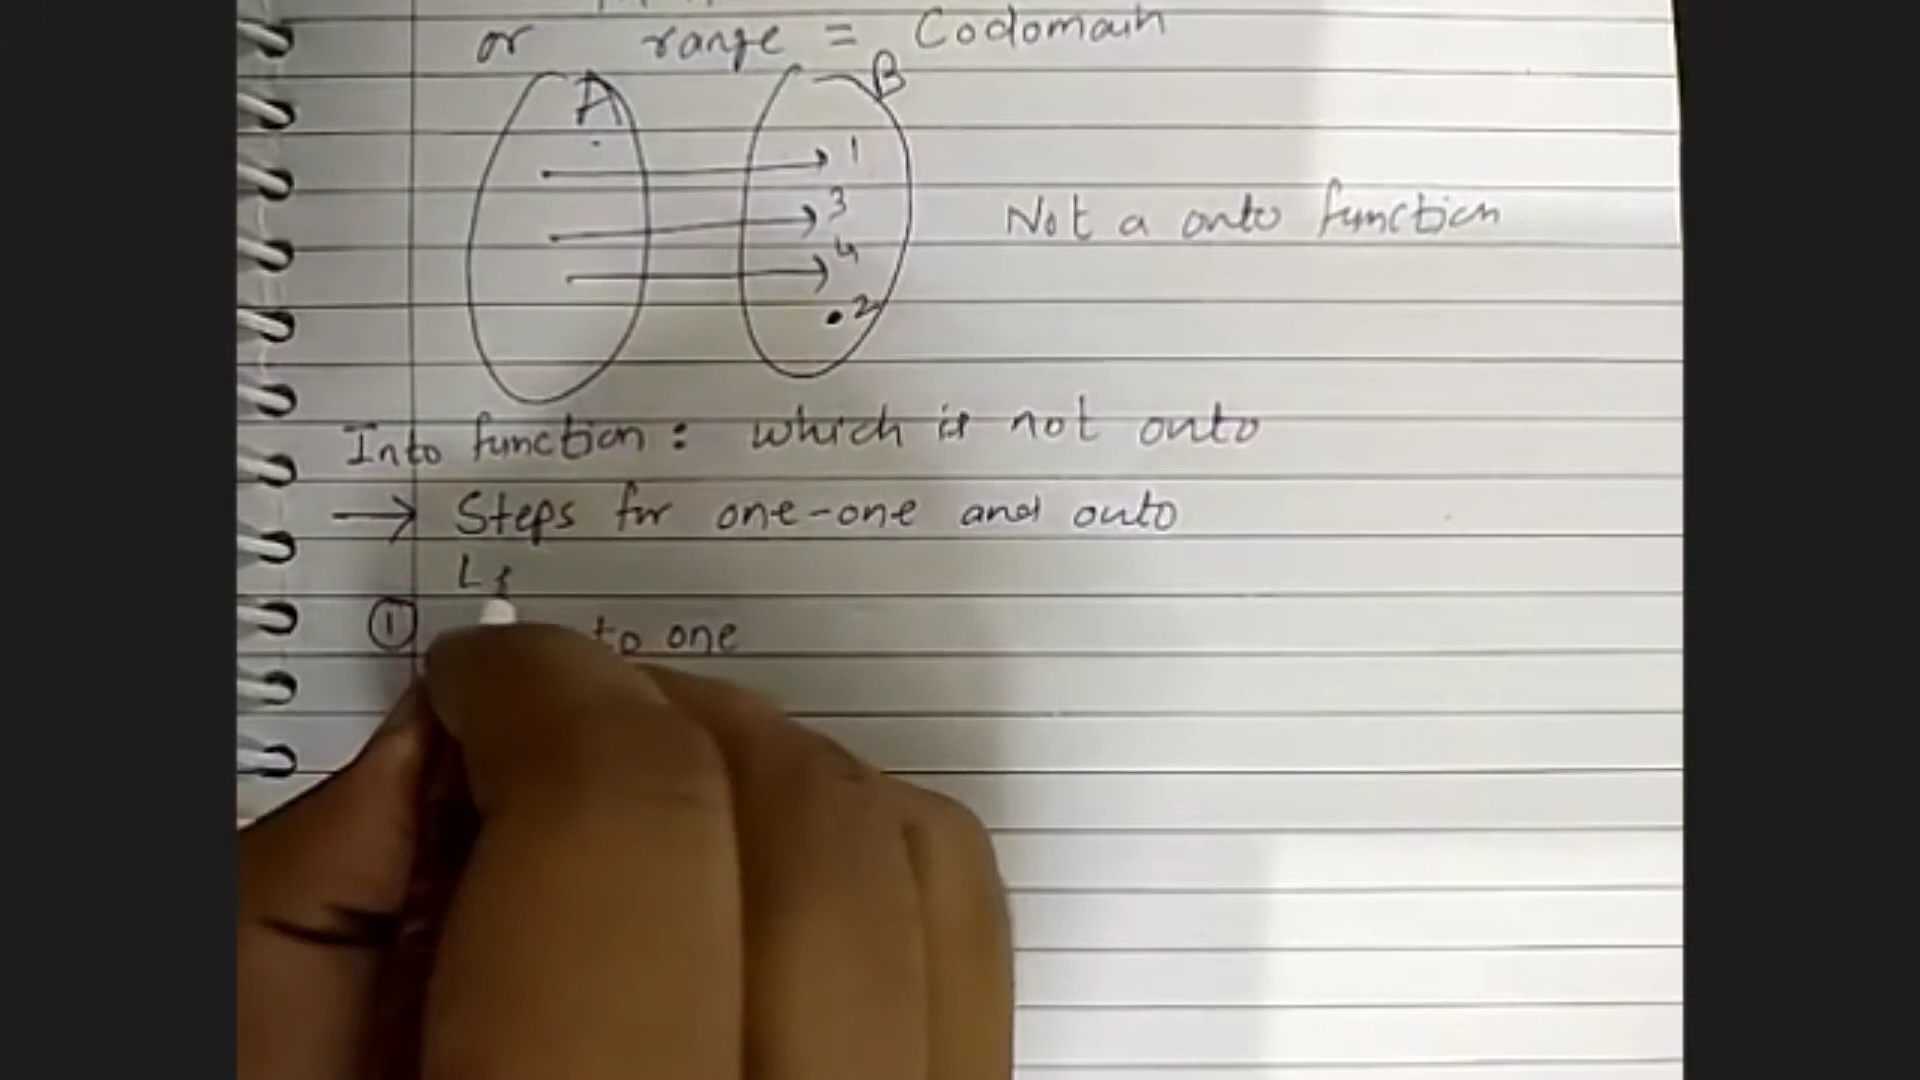 or range = Codomain
A B
1
3
4
2
Not a onto function
Into function : which is not onto
→ Steps for one-one and onto
① to one